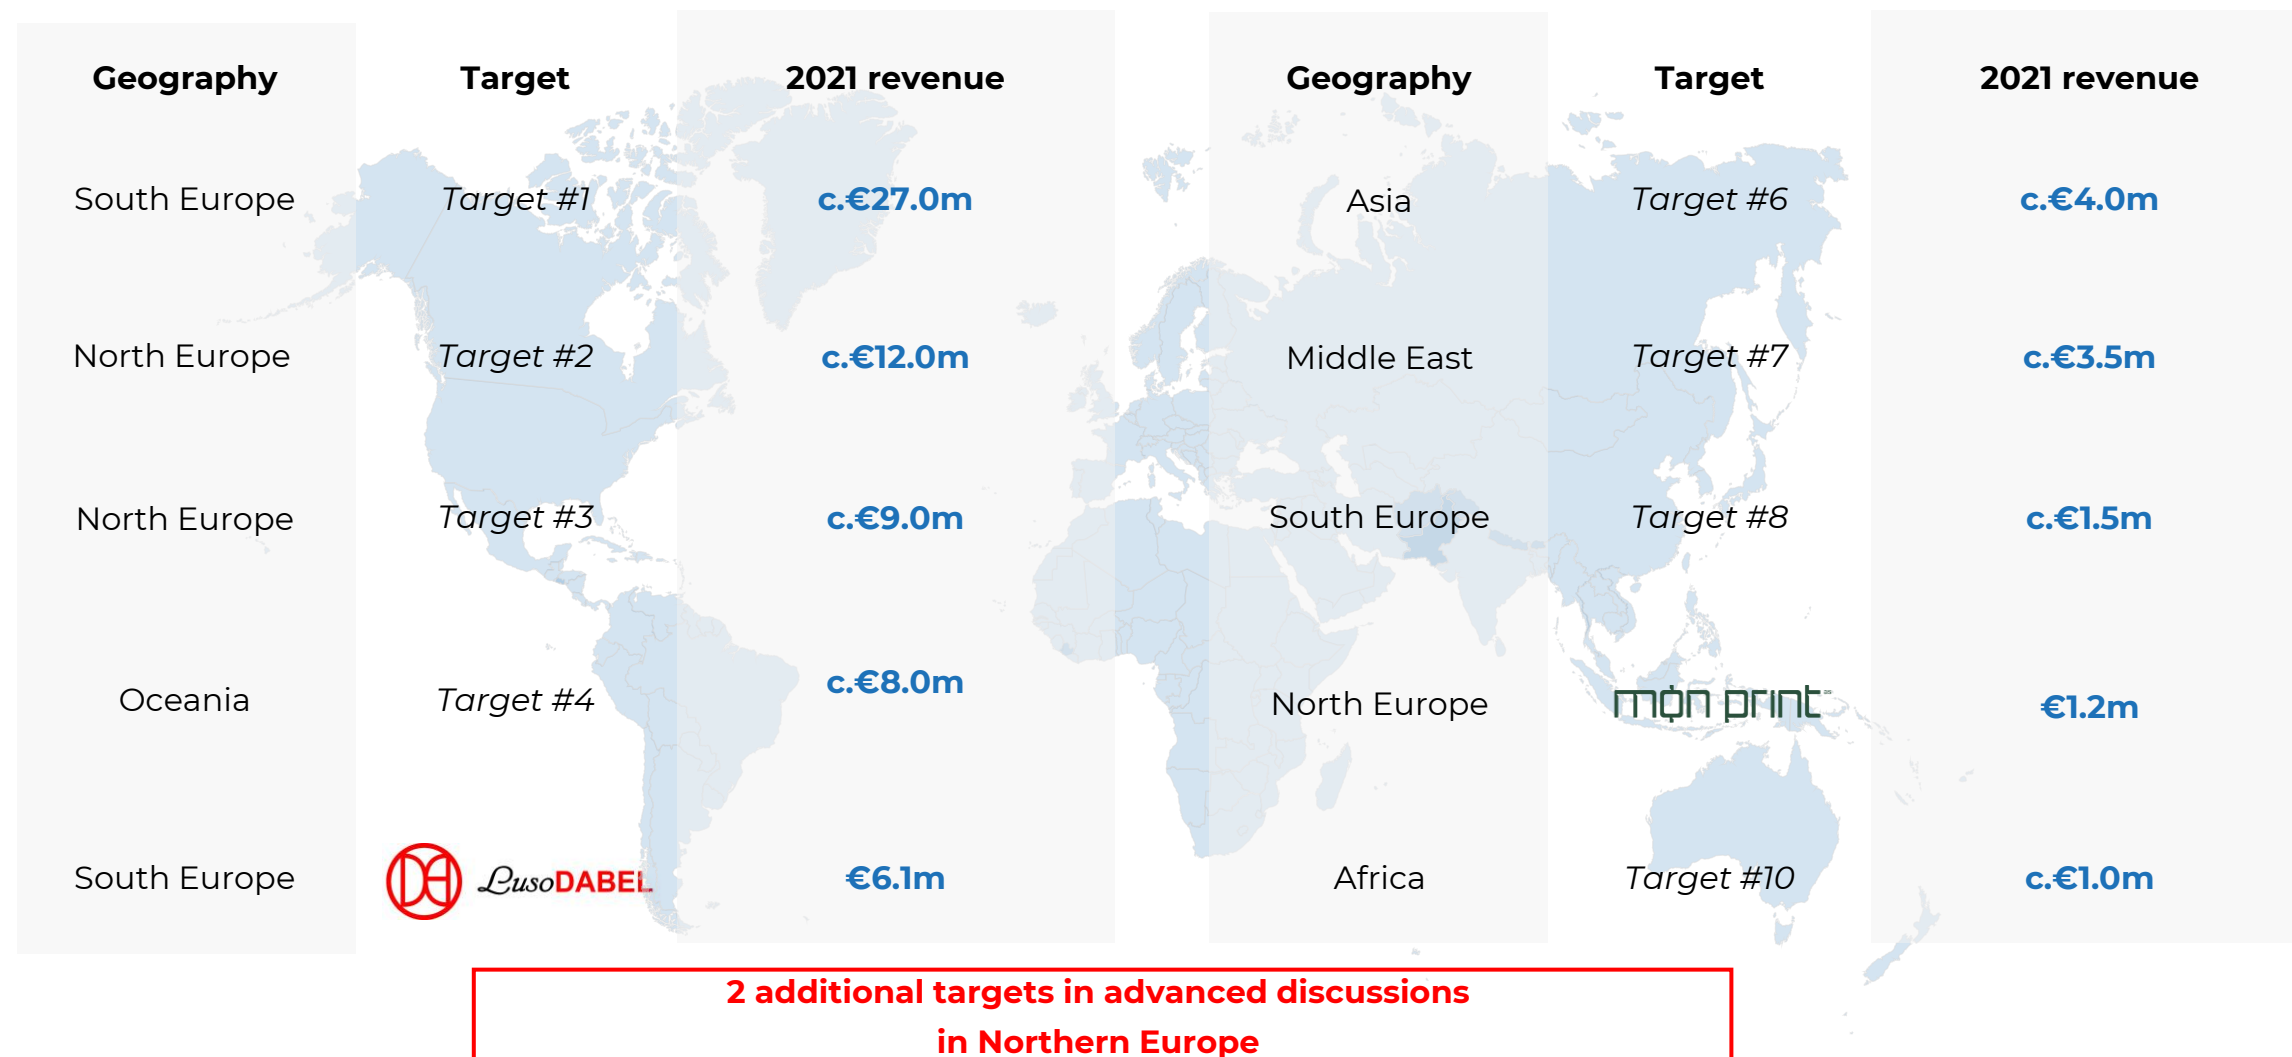 Geography Target 2021 revenue
South Europe Target #1 c.€27.0m
North Europe Target #2 c.€12.0m
North Europe Target #3 c.€9.0m
Oceania Target #4 c.€8.0m
South Europe LusoDABEL €6.1m
Geography Target 2021 revenue
Asia Target #6 c.€4.0m
Middle East Target #7 c.€3.5m
South Europe Target #8 c.€1.5m
North Europe møn print €1.2m
Africa Target #10 c.€1.0m
2 additional targets in advanced discussions
in Northern Europe